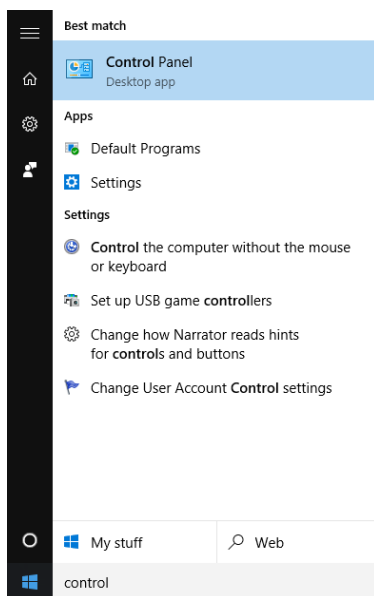 Best match
Control Panel
Desktop app
Apps
Default Programs
Settings
Settings
Control the computer without the mouse
or keyboard
Set up USB game controllers
Change how Narrator reads hints
for controls and buttons
Change User Account Control settings
My stuff
Web
control